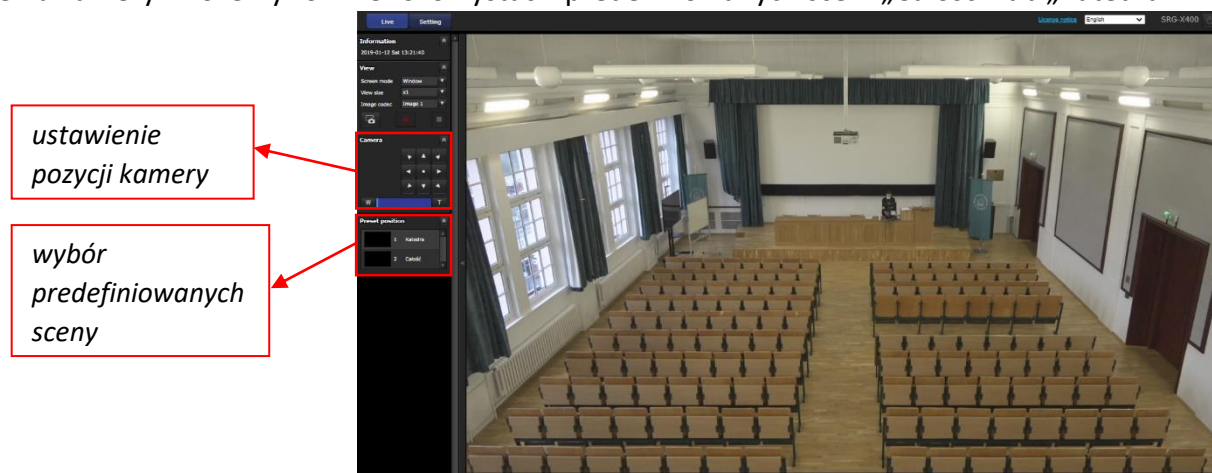 Live Setting License notice English SRG-X400
Information
2019-01-12 Sat 13:21:40
View
Screen mode Window
View size x1
Image codec Image 1
ustawienie
pozycji kamery
Camera
W T
Preset position
1 Katedra
2 Całość
wybór
predefiniowanych
sceny